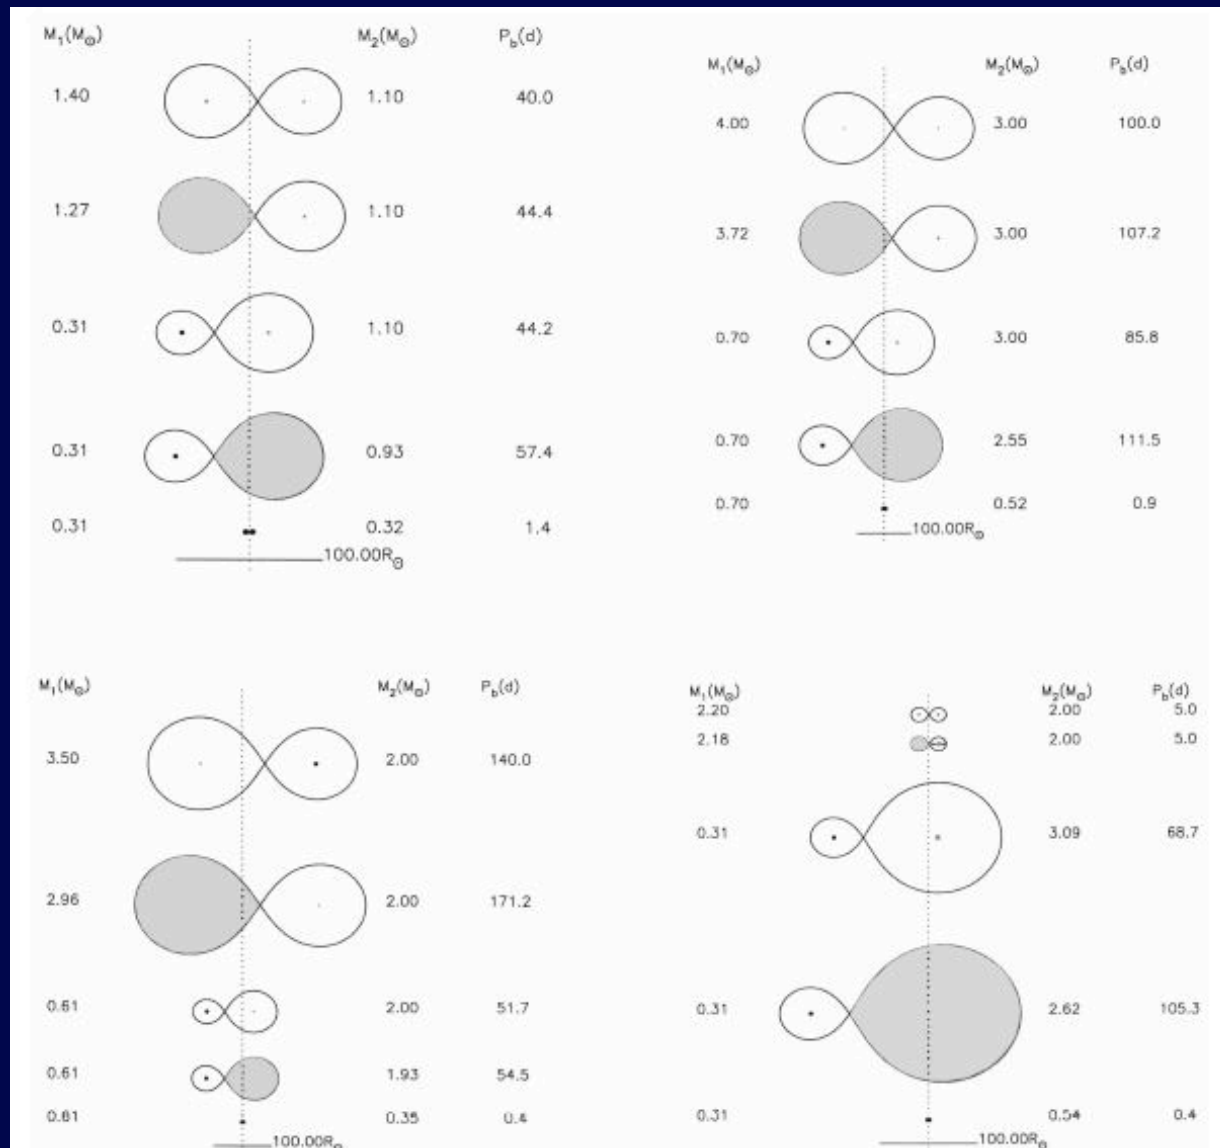 M₁(M☉) M₂(M☉) P_b(d)
1.40 1.10 40.0
1.27 1.10 44.4
0.31 1.10 44.2
0.31 0.93 57.4
0.31 0.32 1.4
100.00R☉
M₁(M☉) M₂(M☉) P_b(d)
4.00 3.00 100.0
3.72 3.00 107.2
0.70 3.00 85.8
0.70 2.55 111.5
0.70 0.52 0.9
100.00R☉
M₁(M☉) M₂(M☉) P_b(d)
3.50 2.00 140.0
2.96 2.00 171.2
0.61 2.00 51.7
0.61 1.93 54.5
0.61 0.35 0.4
100.00R☉
M₁(M☉) M₂(M☉) P_b(d)
2.20 2.00 5.0
2.18 2.00 5.0
0.31 3.09 68.7
0.31 2.62 105.3
0.31 0.54 0.4
100.00R☉